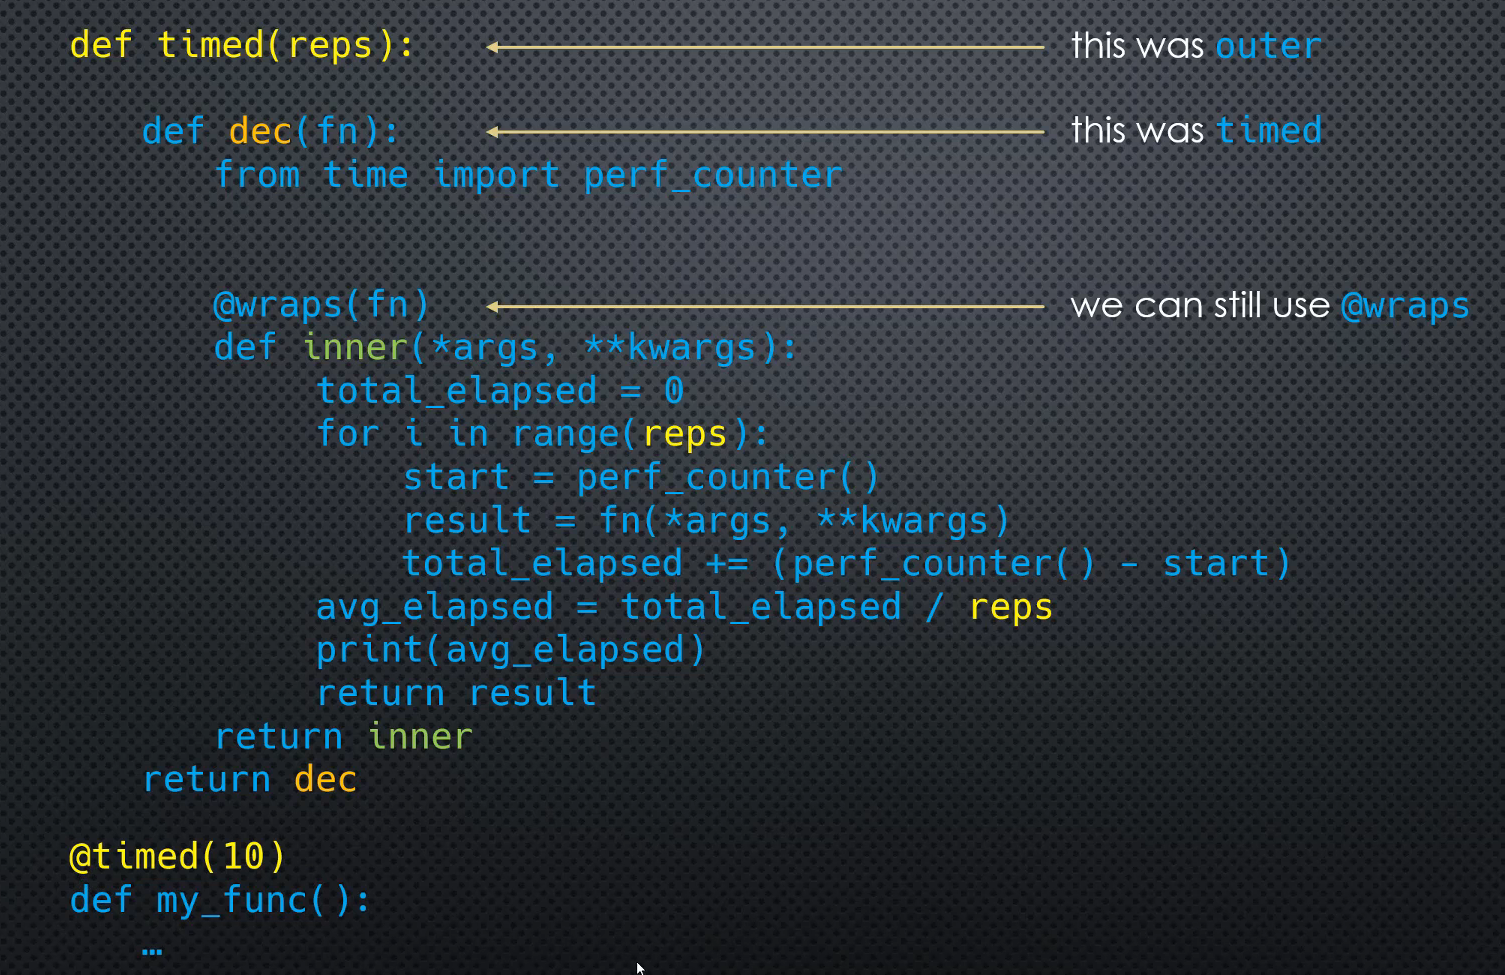 def timed(reps): this was outer
def dec(fn): this was timed
from time import perf_counter
@wraps(fn) we can still use @wraps
def inner(*args, **kwargs):
total_elapsed = 0
for i in range(reps):
start = perf_counter()
result = fn(*args, **kwargs)
total_elapsed += (perf_counter() - start)
avg_elapsed = total_elapsed / reps
print(avg_elapsed)
return result
return inner
return dec
@timed(10)
def my_func():
…